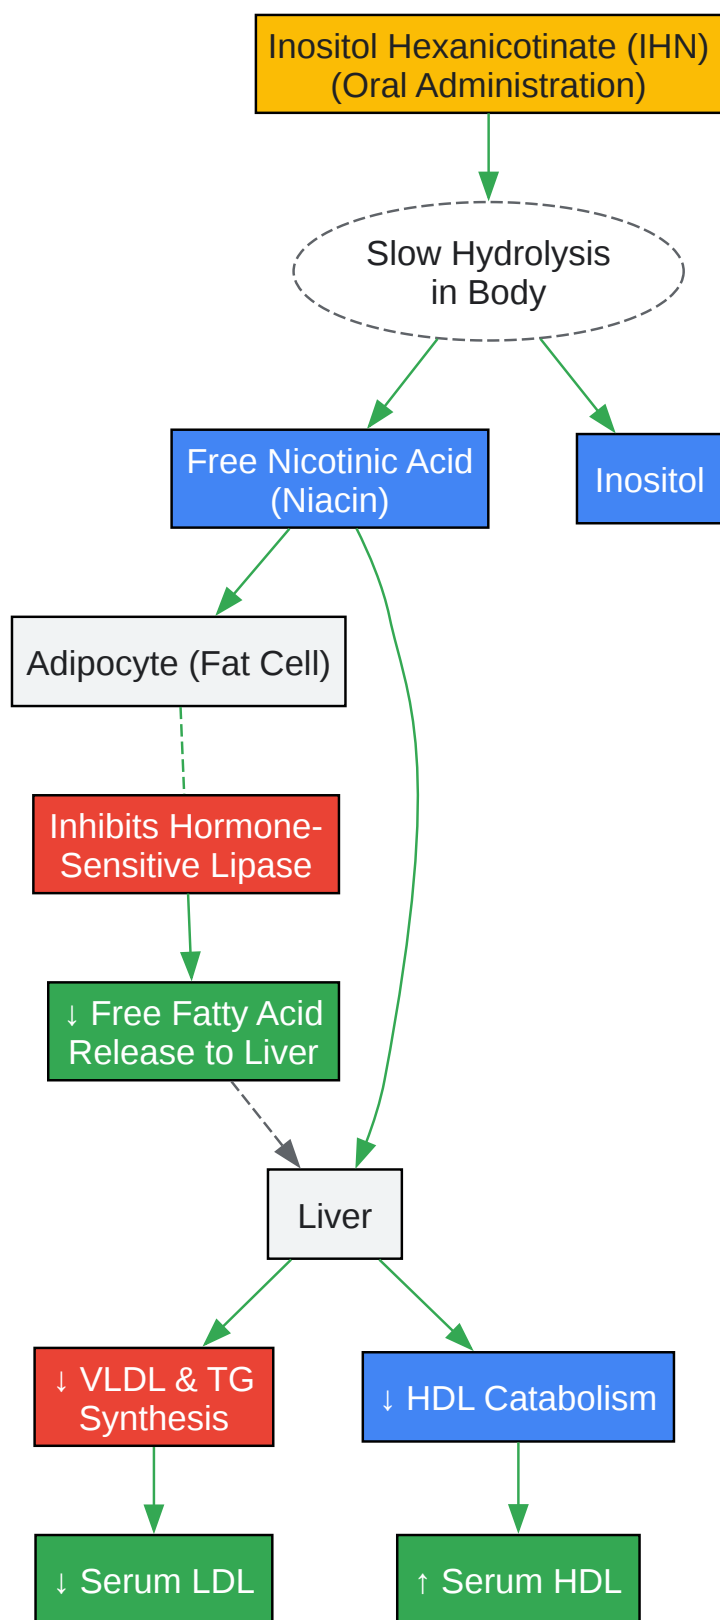 Inositol Hexanicotinate (IHN)
(Oral Administration)
Slow Hydrolysis
in Body
Free Nicotinic Acid
(Niacin)
Inositol
Adipocyte (Fat Cell)
Inhibits Hormone-
Sensitive Lipase
↓ Free Fatty Acid
Release to Liver
Liver
↓ VLDL & TG
Synthesis
↓ HDL Catabolism
↓ Serum LDL
↑ Serum HDL